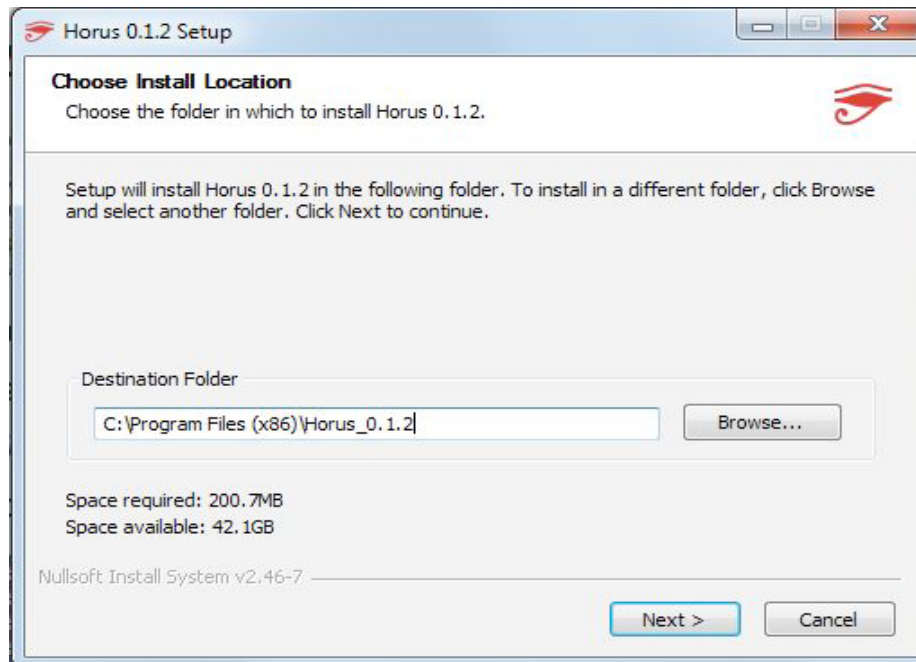 Horus 0.1.2 Setup
Choose Install Location
Choose the folder in which to install Horus 0.1.2.
Setup will install Horus 0.1.2 in the following folder. To install in a different folder, click Browse
and select another folder. Click Next to continue.
Destination Folder
C:\Program Files (x86)\Horus_0.1.2
Browse...
Space required: 200.7MB
Space available: 42.1GB
Nullsoft Install System v2.46-7
Next >
Cancel